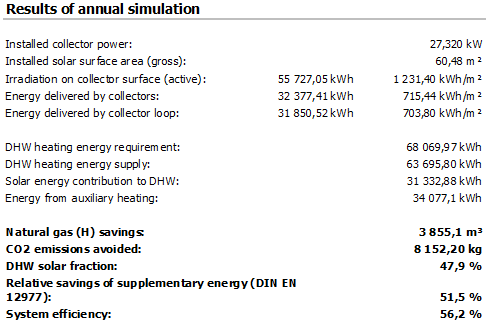 Results of annual simulation
Installed collector power: 27,320 kW
Installed solar surface area (gross): 60,48 m²
Irradiation on collector surface (active): 55 727,05 kWh 1 231,40 kWh/m²
Energy delivered by collectors: 32 377,41 kWh 715,44 kWh/m²
Energy delivered by collector loop: 31 850,52 kWh 703,80 kWh/m²
DHW heating energy requirement: 68 069,97 kWh
DHW heating energy supply: 63 695,80 kWh
Solar energy contribution to DHW: 31 332,88 kWh
Energy from auxiliary heating: 34 077,1 kWh
Natural gas (H) savings: 3 855,1 m³
CO2 emissions avoided: 8 152,20 kg
DHW solar fraction: 47,9 %
Relative savings of supplementary energy (DIN EN
12977): 51,5 %
System efficiency: 56,2 %